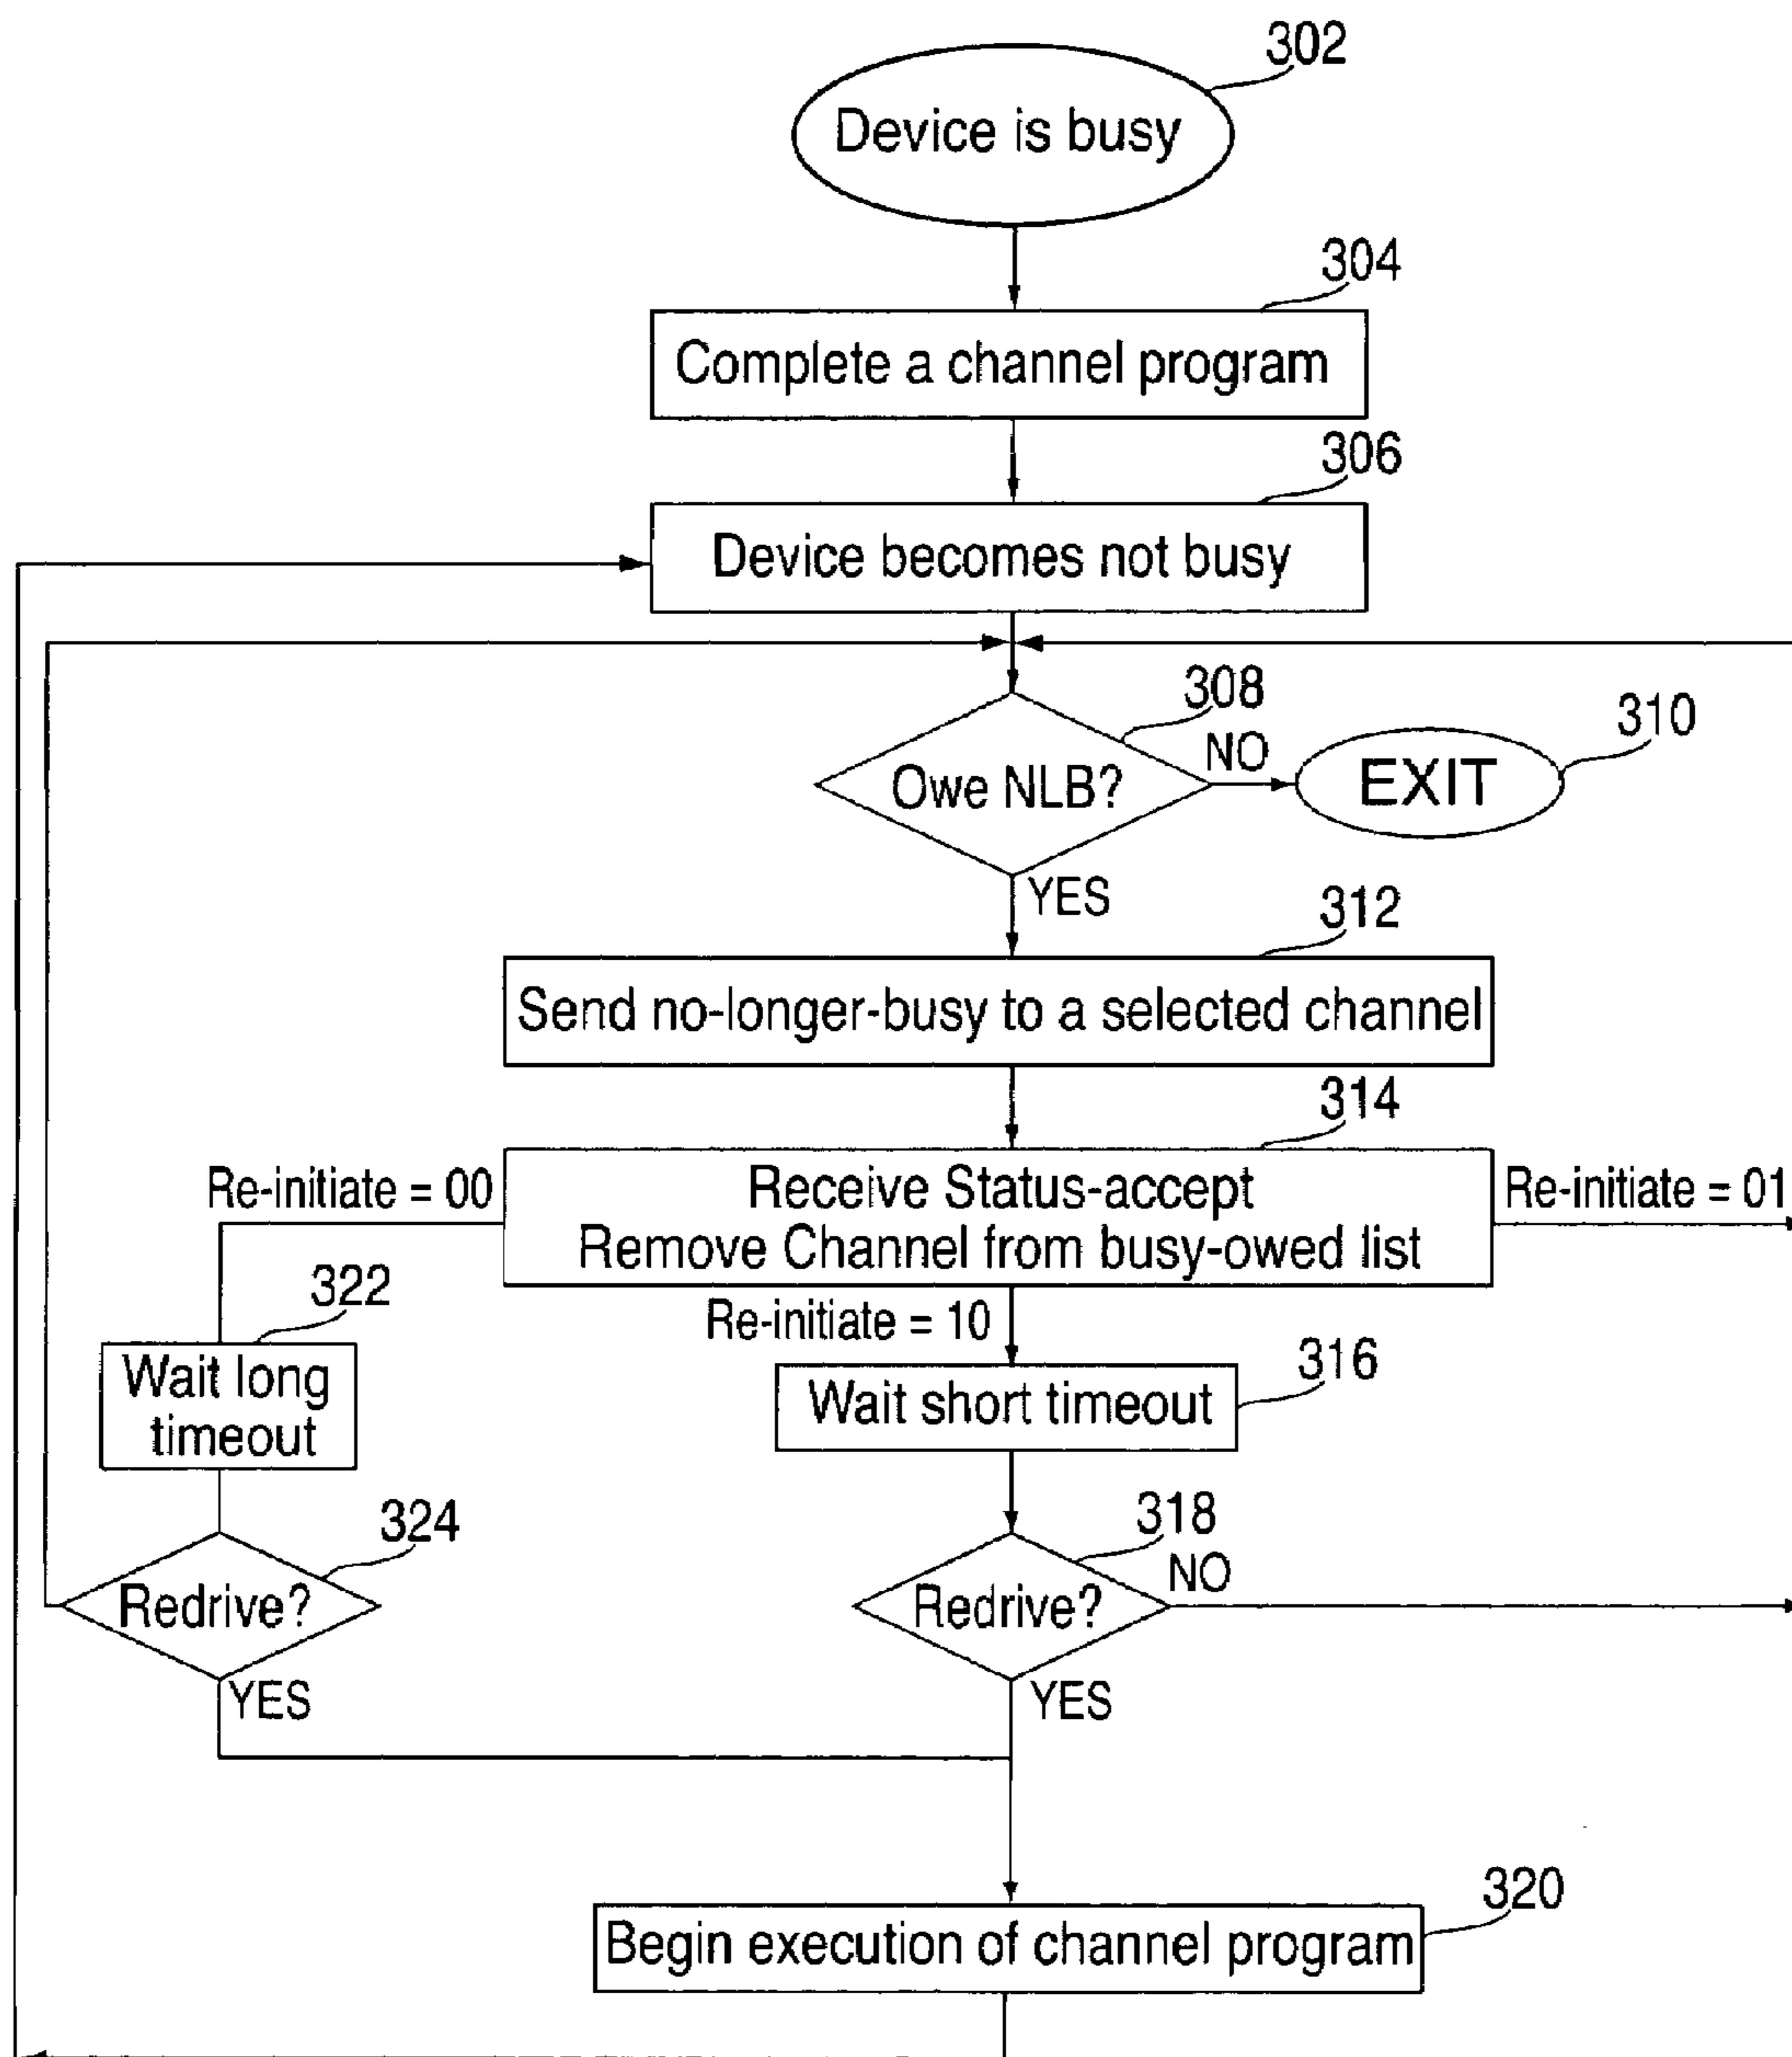 302
Device is busy
304
Complete a channel program
306
Device becomes not busy
308
310
NO
Owe NLB?
EXIT
YES
312
Send no-longer-busy to a selected channel
314
Re-initiate = 00
Receive Status-accept
Re-initiate = 01
Remove Channel from busy-owed list
322
Re-initiate = 10
316
Wait long
timeout
Wait short timeout
324
318
NO
Redrive?
Redrive?
YES
YES
320
Begin execution of channel program